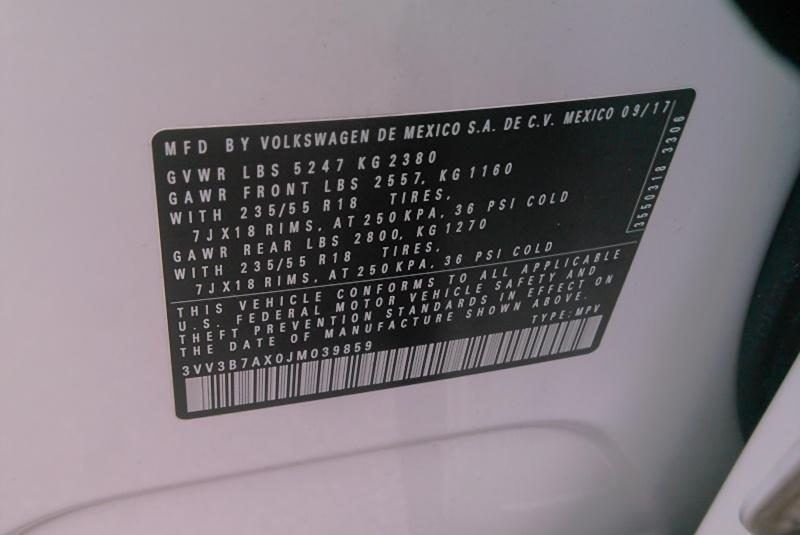 MFD BY VOLKSWAGEN DE MEXICO S.A. DE C.V. MEXICO 09/17
GVWR LBS 5247 KG 2380
GAWR FRONT LBS 2557, KG 1160
WITH 235/55 R18 TIRES,
7JX18 RIMS, AT 250 KPA, 36 PSI COLD
GAWR REAR LBS 2800, KG 1270
WITH 235/55 R18 TIRES,
7JX18 RIMS, AT 250 KPA, 36 PSI COLD
3550318 3306
THIS VEHICLE CONFORMS TO ALL APPLICABLE
U.S. FEDERAL MOTOR VEHICLE SAFETY AND
THEFT PREVENTION STANDARDS IN EFFECT ON
THE DATE OF MANUFACTURE SHOWN ABOVE.
3VV3B7AX0JM039859 TYPE: MPV